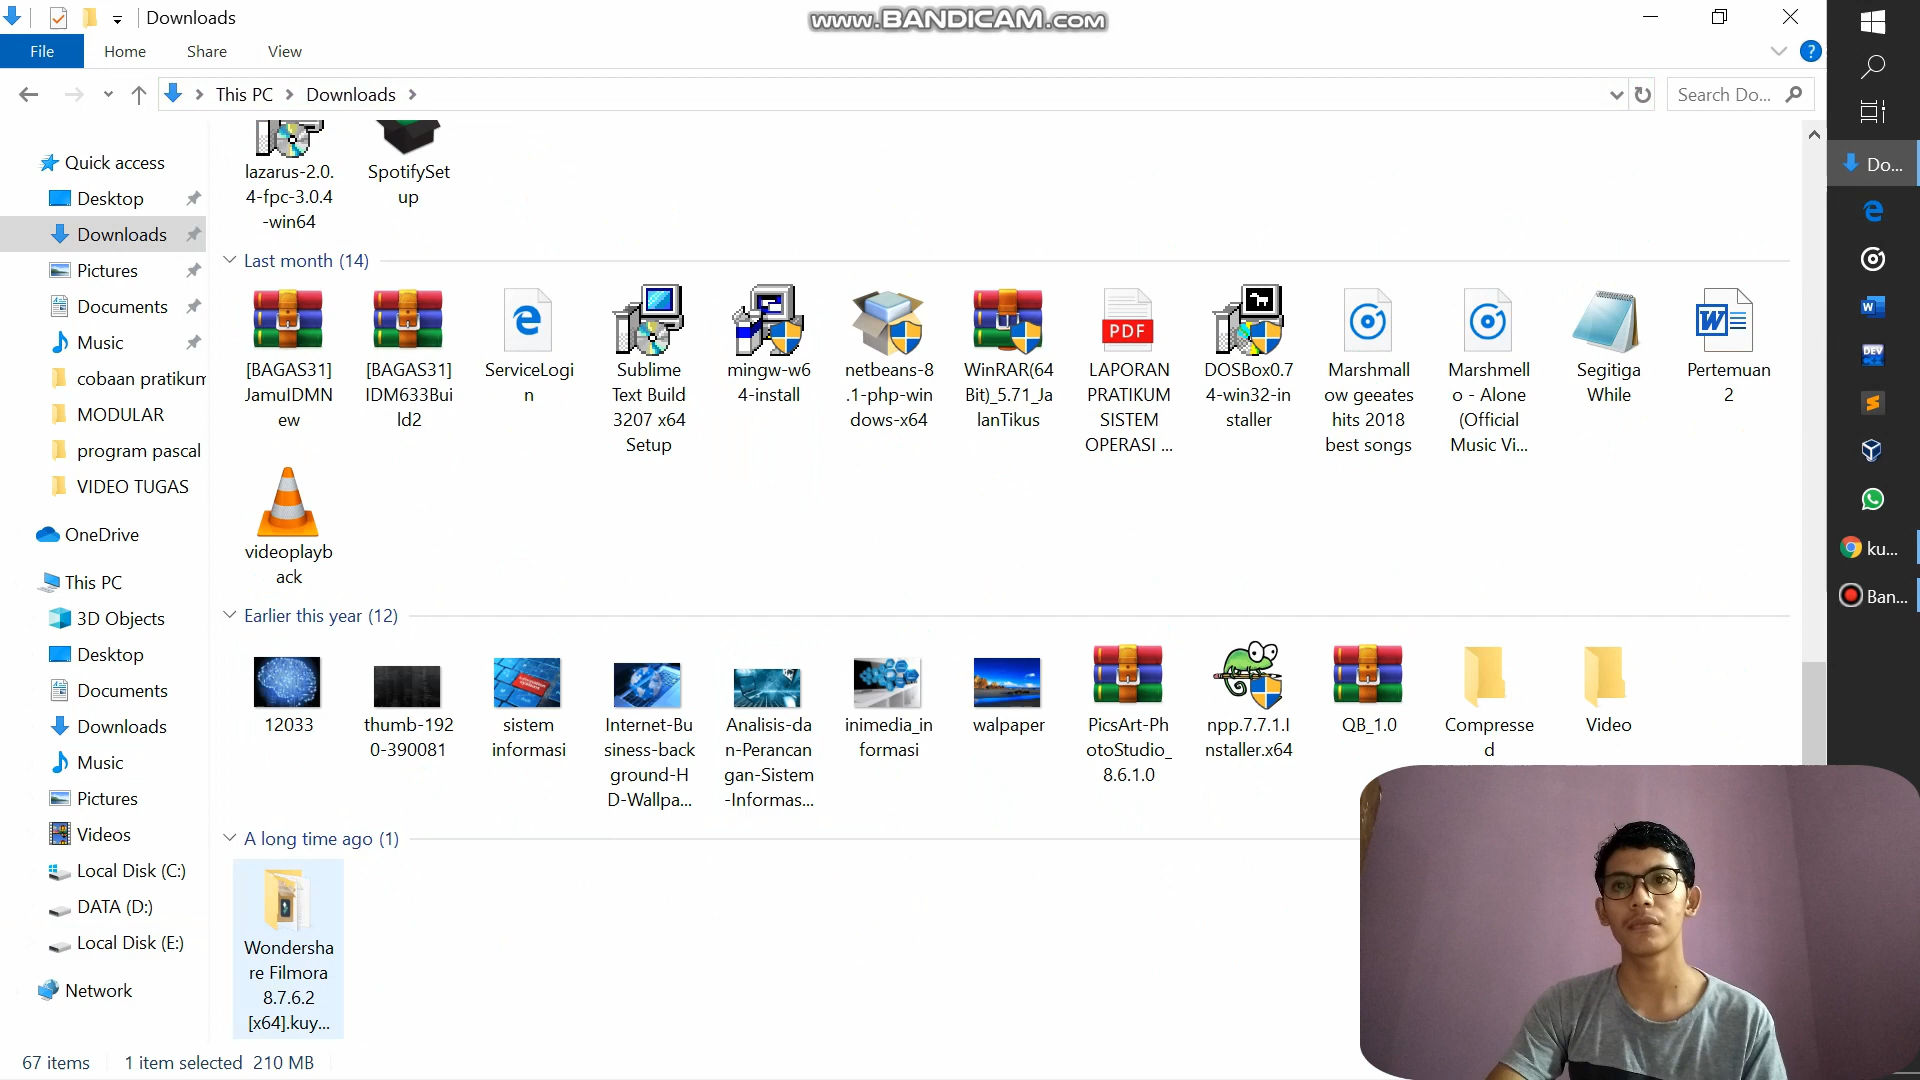 Downloads
www.BANDICAM.com
File
Home
Share
View
?
This PC
Downloads
Search Do...
Quick access
Desktop
Downloads
Pictures
Documents
Music
cobaan pratikum
MODULAR
program pascal
VIDEO TUGAS
OneDrive
This PC
3D Objects
Desktop
Documents
Downloads
Music
Pictures
Videos
Local Disk (C:)
DATA (D:)
Local Disk (E:)
Network
lazarus-2.0.
4-fpc-3.0.4
-win64
SpotifySet
up
Last month (14)
[BAGAS31]
JamuIDMN
ew
[BAGAS31]
IDM633Bui
ld2
ServiceLogi
n
Sublime
Text Build
3207 x64
Setup
mingw-w6
4-install
netbeans-8
.1-php-win
dows-x64
WinRAR(64
Bit)_5.71_Ja
lanTikus
PDF
LAPORAN
PRATIKUM
SISTEM
OPERASI ...
DOSBox0.7
4-win32-in
staller
Marshmall
ow geeates
hits 2018
best songs
Marshmell
o - Alone
(Official
Music Vi...
Segitiga
While
W
Pertemuan
2
videoplayb
ack
Earlier this year (12)
12033
thumb-192
0-390081
sistem
informasi
Internet-Bu
siness-back
ground-H
D-Wallpa...
Analisis-da
n-Perancan
gan-Sistem
-Informas...
inimedia_in
formasi
walpaper
PicsArt-Ph
otoStudio_
8.6.1.0
npp.7.7.1.I
nstaller.x64
QB_1.0
Compresse
d
Video
A long time ago (1)
Wondersha
re Filmora
8.7.6.2
[x64].kuy...
67 items
1 item selected 210 MB
Do...
W
DEV
ku...
Ban...